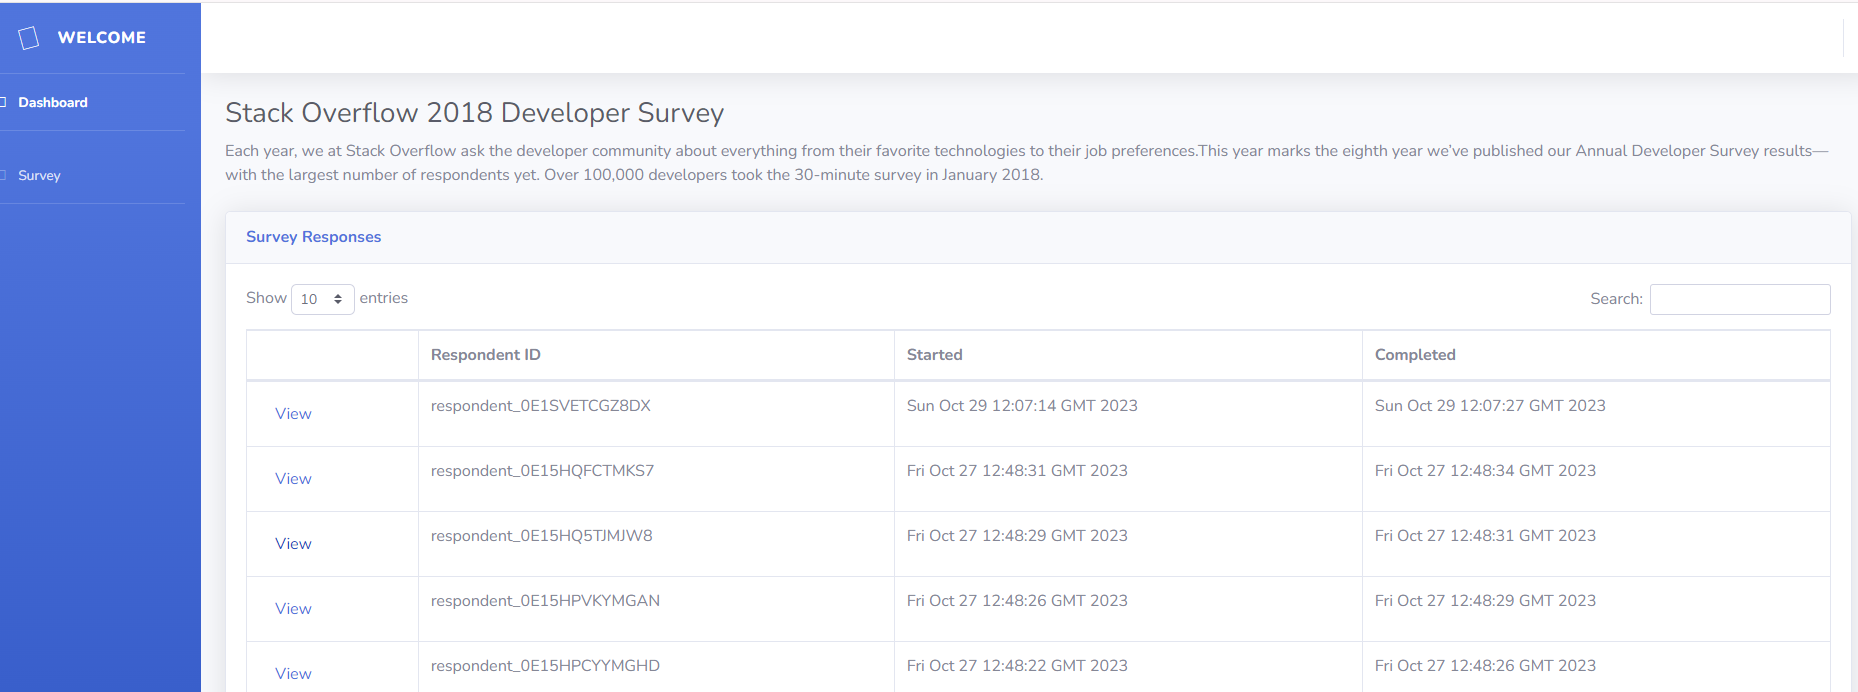 WELCOME
Dashboard
Survey
Stack Overflow 2018 Developer Survey
Each year, we at Stack Overflow ask the developer community about everything from their favorite technologies to their job preferences.This year marks the eighth year we’ve published our Annual Developer Survey results—
with the largest number of respondents yet. Over 100,000 developers took the 30-minute survey in January 2018.
Survey Responses
Show 10 entries Search:
Respondent ID Started Completed
View respondent_0E1SVETCGZ8DX Sun Oct 29 12:07:14 GMT 2023 Sun Oct 29 12:07:27 GMT 2023
View respondent_0E15HQFCTMKS7 Fri Oct 27 12:48:31 GMT 2023 Fri Oct 27 12:48:34 GMT 2023
View respondent_0E15HQ5TJMJW8 Fri Oct 27 12:48:29 GMT 2023 Fri Oct 27 12:48:31 GMT 2023
View respondent_0E15HPVKYMGAN Fri Oct 27 12:48:26 GMT 2023 Fri Oct 27 12:48:29 GMT 2023
View respondent_0E15HPCYYMGHD Fri Oct 27 12:48:22 GMT 2023 Fri Oct 27 12:48:26 GMT 2023